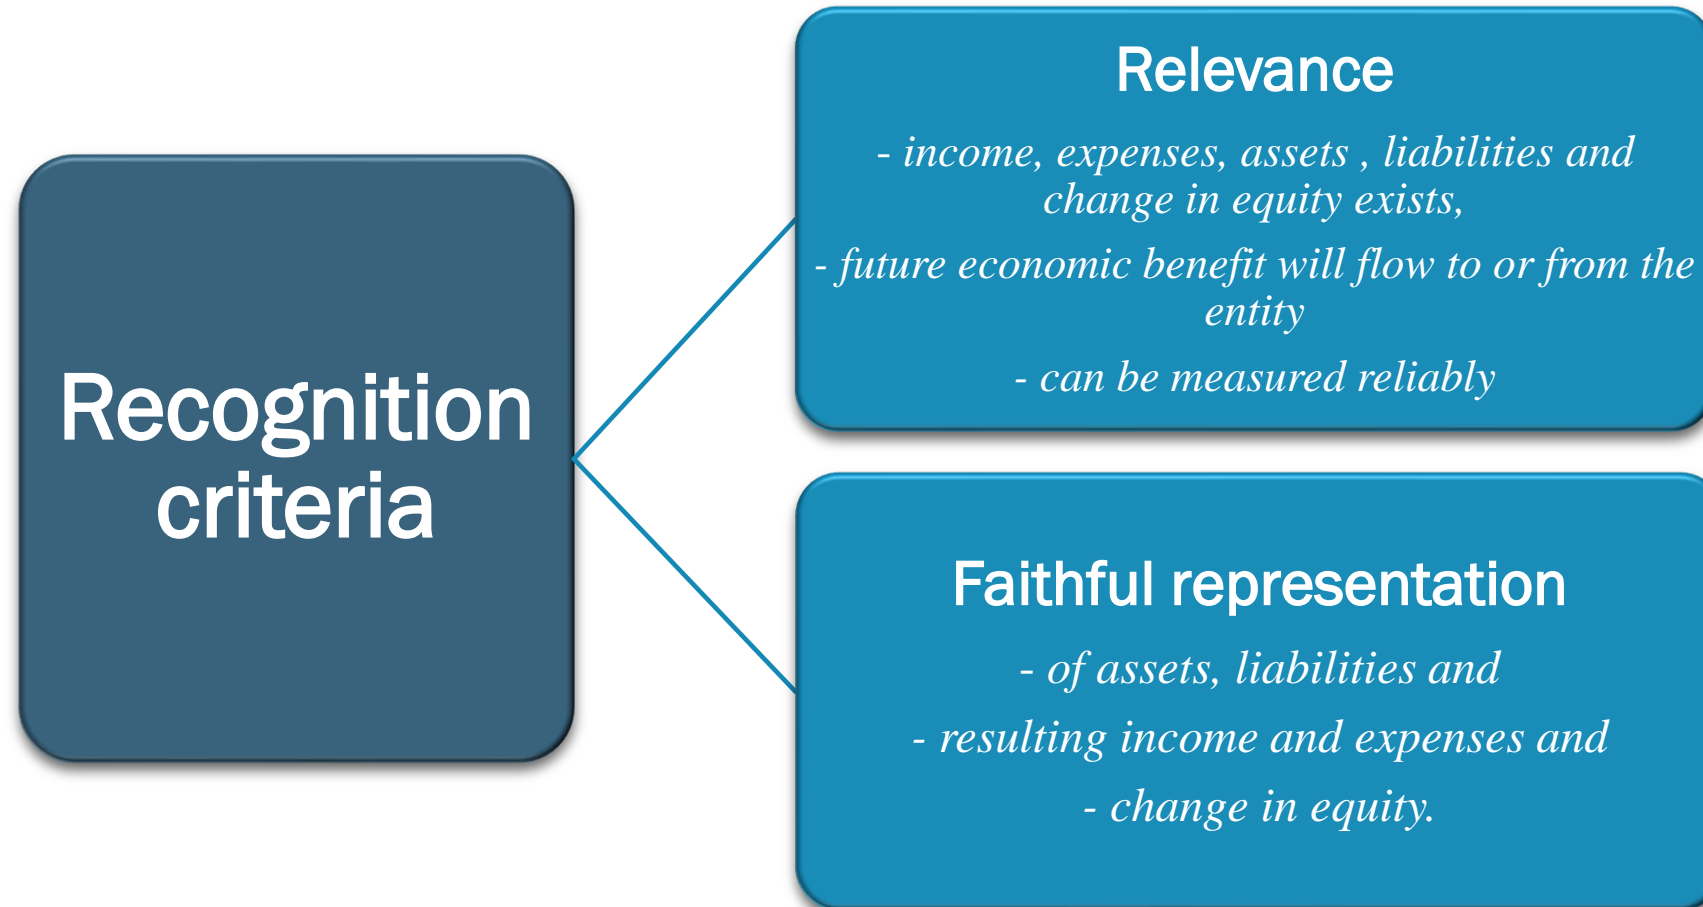 Recognition
criteria
Relevance
- income, expenses, assets , liabilities and
change in equity exists,
- future economic benefit will flow to or from the
entity
- can be measured reliably
Faithful representation
- of assets, liabilities and
- resulting income and expenses and
- change in equity.